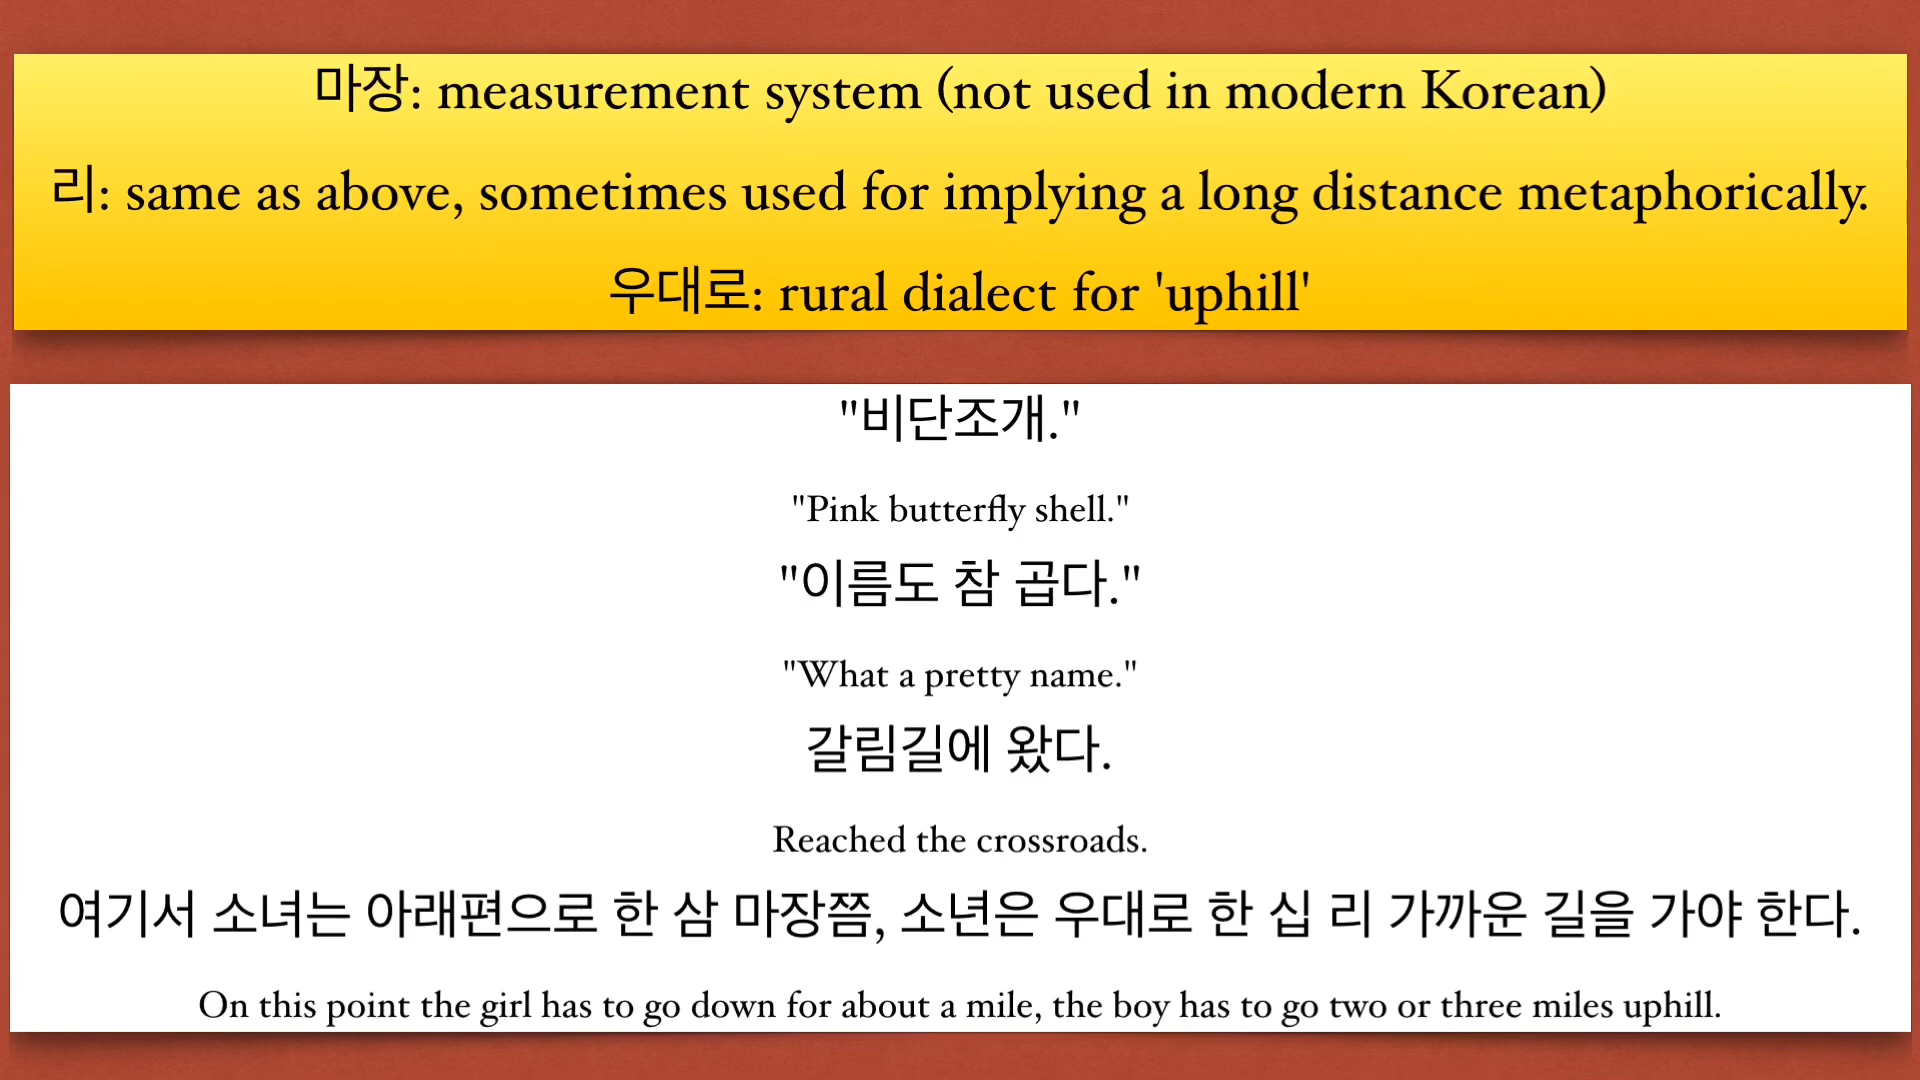 마장: measurement system (not used in modern Korean)
리: same as above, sometimes used for implying a long distance metaphorically.
우대로: rural dialect for 'uphill'
"비단조개."
"Pink butterfly shell."
"이름도 참 곱다."
"What a pretty name."
갈림길에 왔다.
Reached the crossroads.
여기서 소녀는 아래편으로 한 삼 마장쯤, 소년은 우대로 한 십 리 가까운 길을 가야 한다.
On this point the girl has to go down for about a mile, the boy has to go two or three miles uphill.